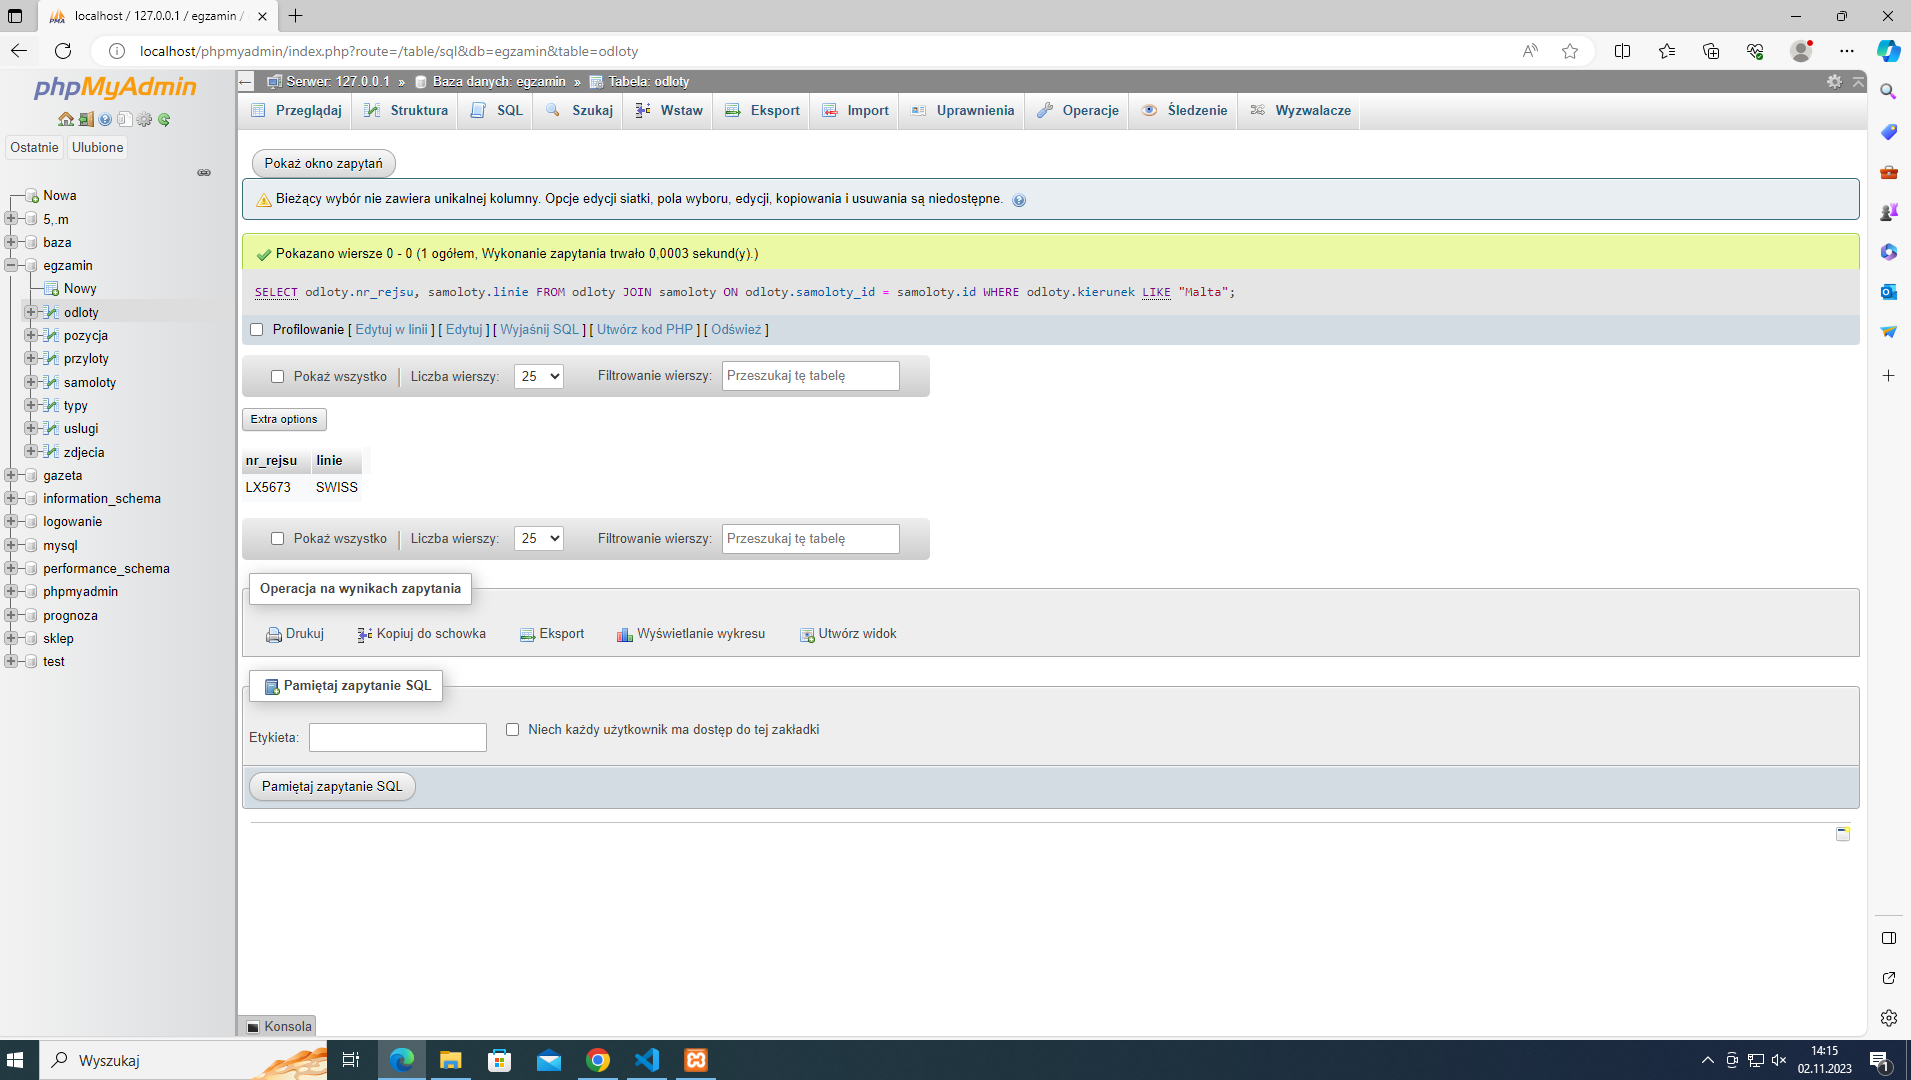 localhost / 127.0.0.1 / egzamin /
localhost/phpmyadmin/index.php?route=/table/sql&db=egzamin&table=odloty
phpMyAdmin
Ostatnie Ulubione
Nowa
5,.m
baza
egzamin
Nowy
odloty
pozycja
przyloty
samoloty
typy
uslugi
zdjecia
gazeta
information_schema
logowanie
mysql
performance_schema
phpmyadmin
prognoza
sklep
test
Serwer: 127.0.0.1 » Baza danych: egzamin » Tabela: odloty
Przeglądaj Struktura SQL Szukaj Wstaw Eksport Import Uprawnienia Operacje Śledzenie Wyzwalacze
Pokaż okno zapytań
Bieżący wybór nie zawiera unikalnej kolumny. Opcje edycji siatki, pola wyboru, edycji, kopiowania i usuwania są niedostępne.
Pokazano wiersze 0 - 0 (1 ogółem, Wykonanie zapytania trwało 0,0003 sekund(y).)
SELECT odloty.nr_rejsu, samoloty.linie FROM odloty JOIN samoloty ON odloty.samoloty_id = samoloty.id WHERE odloty.kierunek LIKE "Malta";
Profilowanie [ Edytuj w linii ] [ Edytuj ] [ Wyjaśnij SQL ] [ Utwórz kod PHP ] [ Odśwież ]
Pokaż wszystko Liczba wierszy: 25 Filtrowanie wierszy: Przeszukaj tę tabelę
Extra options
nr_rejsu linie
LX5673 SWISS
Pokaż wszystko Liczba wierszy: 25 Filtrowanie wierszy: Przeszukaj tę tabelę
Operacja na wynikach zapytania
Drukuj Kopiuj do schowka Eksport Wyświetlanie wykresu Utwórz widok
Pamiętaj zapytanie SQL
Etykieta: Niech każdy użytkownik ma dostęp do tej zakładki
Pamiętaj zapytanie SQL
Konsola
Wyszukaj
14:15
02.11.2023
1